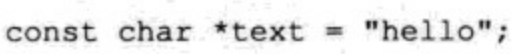 const char *text = "hello";